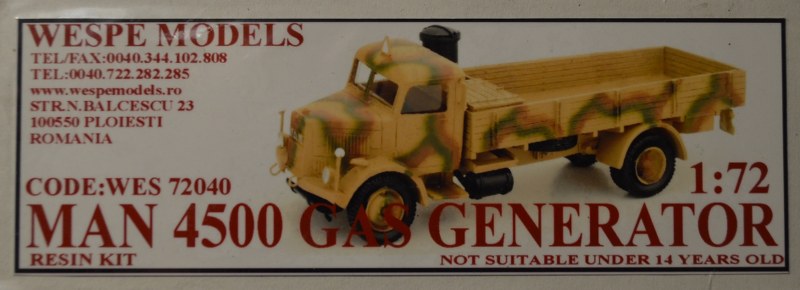 WESPE MODELS
TEL/FAX:0040.344.102.808
TEL:0040.722.282.285
www.wespemodels.ro
STR.N.BALCESCU 23
100550 PLOIESTI
ROMANIA
CODE:WES 72040
1:72
MAN 4500 GAS GENERATOR
RESIN KIT
NOT SUITABLE UNDER 14 YEARS OLD